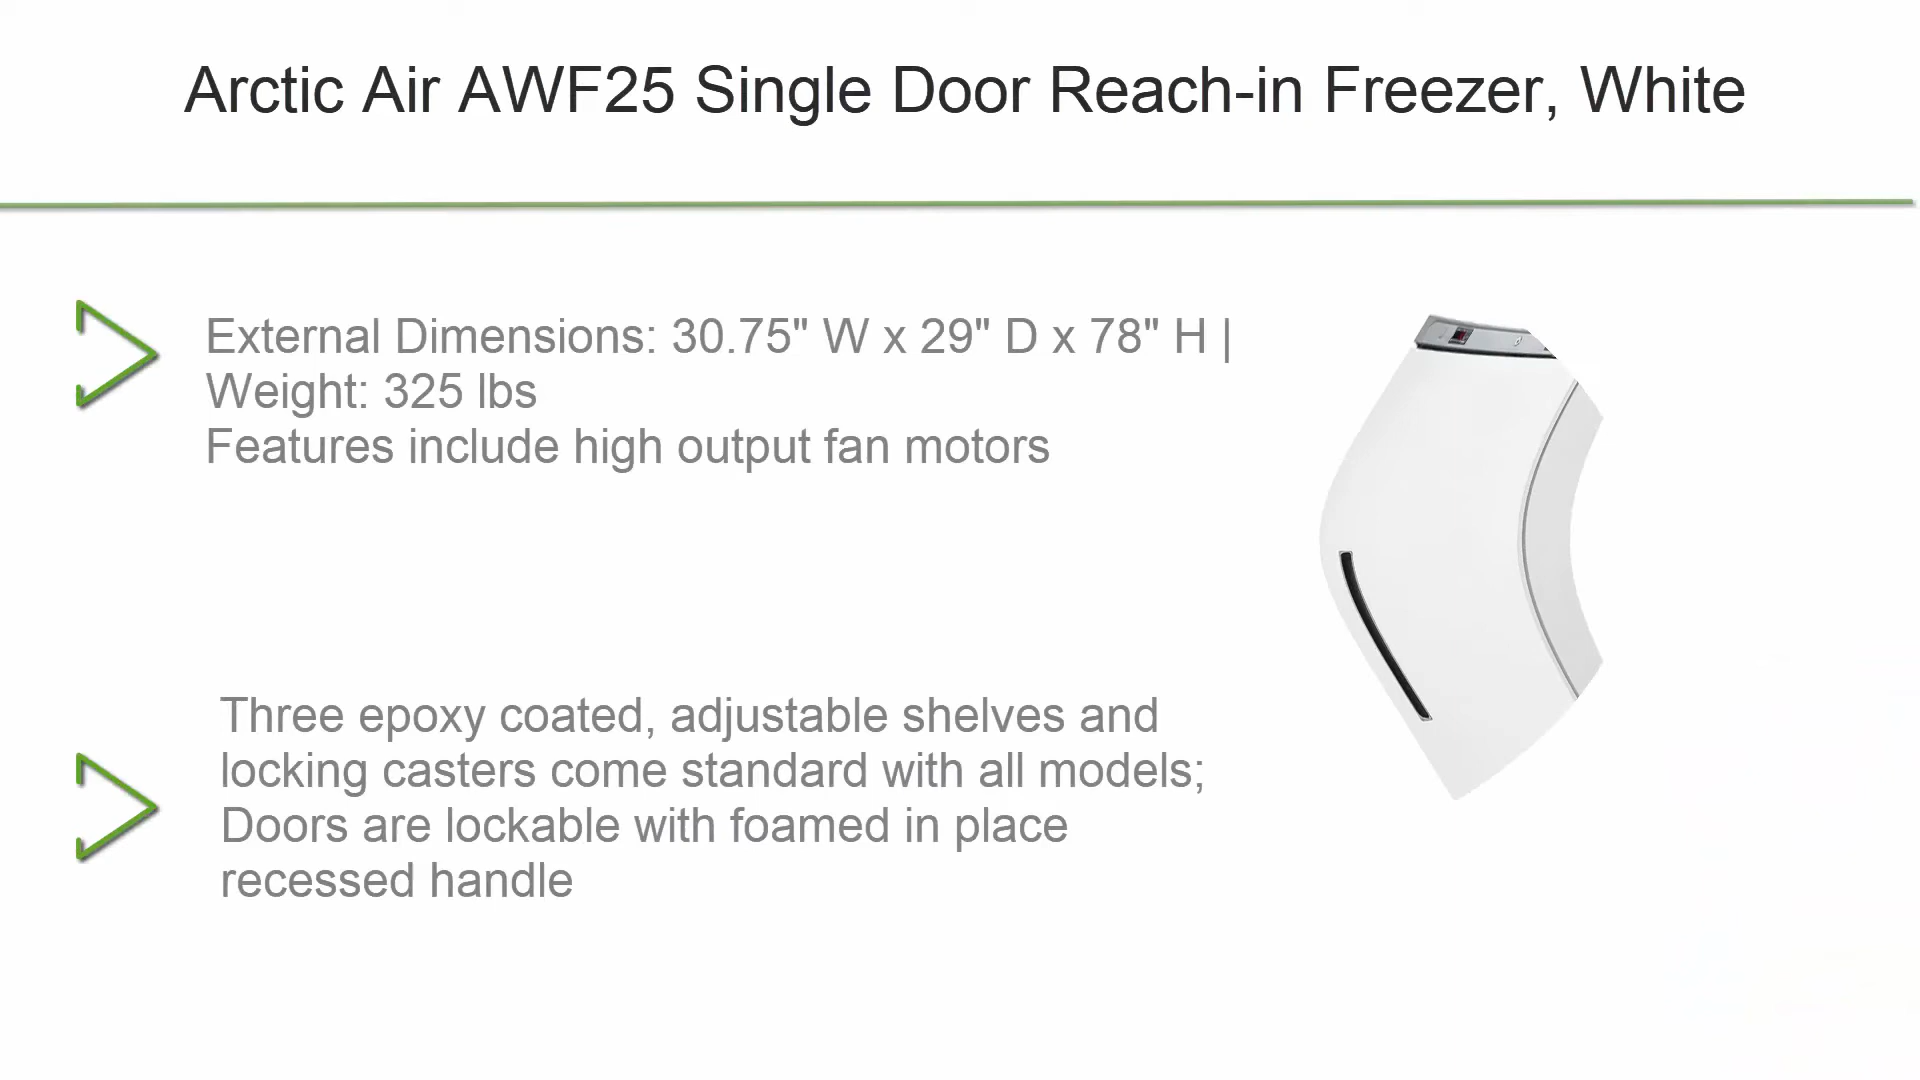 Arctic Air AWF25 Single Door Reach-in Freezer, White
External Dimensions: 30.75" W x 29" D x 78" H |
Weight: 325 lbs
Features include high output fan motors
Three epoxy coated, adjustable shelves and
locking casters come standard with all models;
Doors are lockable with foamed in place
recessed handle